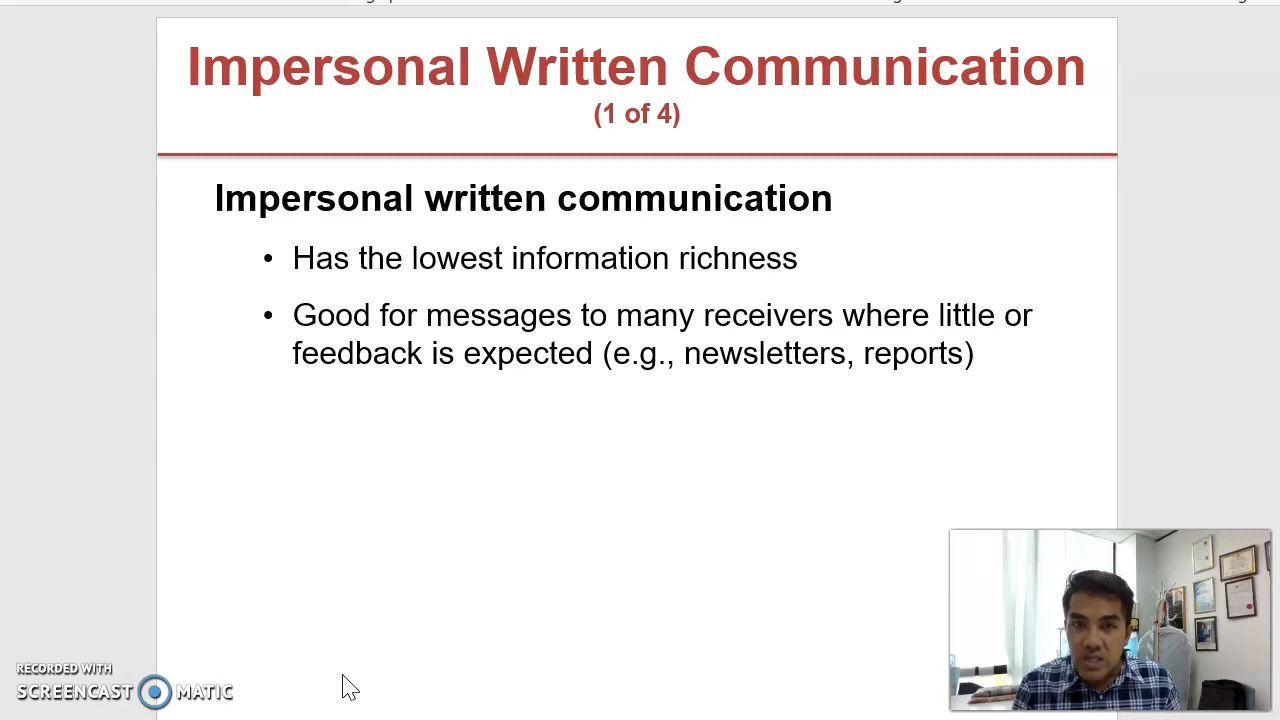 Impersonal Written Communication
(1 of 4)
Impersonal written communication
• Has the lowest information richness
• Good for messages to many receivers where little or
feedback is expected (e.g., newsletters, reports)
RECORDED WITH
SCREENCAST MATIC